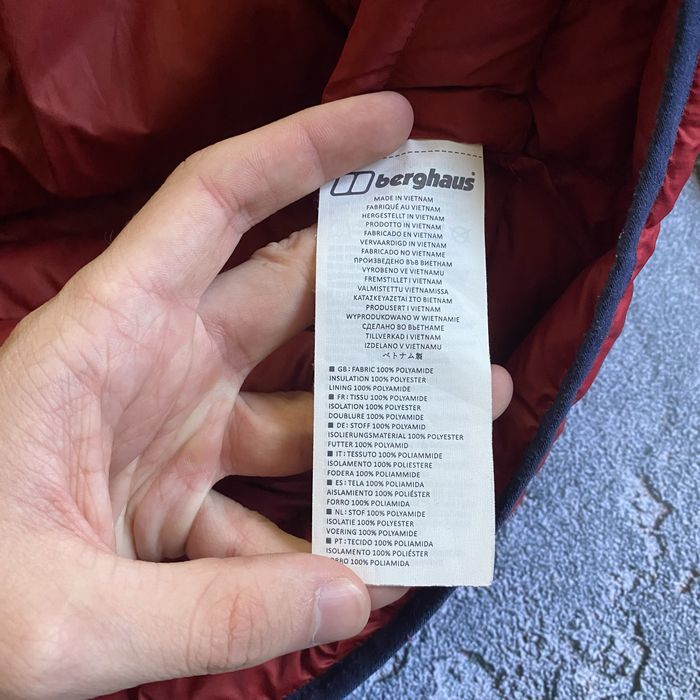 berghaus
MADE IN VIETNAM
FABRIQUÉ AU VIETNAM
HERGESTELLT IN VIETNAM
PRODOTTO IN VIETNAM
FABRICADO EN VIETNAM
VERVAARDIGD IN VIETNAM
FABRICADO NO VIETNAME
ПРОИЗВЕДЕНО ВЪВ ВИЕТНАМ
VYROBENO VE VIETNAMU
FREMSTILLET I VIETNAM
VALMISTETTU VIETNAMISSA
ΚΑΤΑΣΚΕΥΑΖΕΤΑΙ ΣΤΟ ΒΙΕΤΝΑΜ
PRODUSERT I VIETNAM
WYPRODUKOWANO W WIETNAMIE
СДЕЛАНО ВО ВЬЕТНАМЕ
TILLVERKAD I VIETNAM
IZDELANO V VIETNAMU
ベトナム製
■ GB: FABRIC 100% POLYAMIDE
INSULATION 100% POLYESTER
LINING 100% POLYAMIDE
■ FR: TISSU 100% POLYAMIDE
ISOLATION 100% POLYESTER
DOUBLURE 100% POLYAMIDE
■ DE: STOFF 100% POLYAMID
ISOLIERUNGSMATERIAL 100% POLYESTER
FUTTER 100% POLYAMID
■ IT: TESSUTO 100% POLIAMMIDE
ISOLAMENTO 100% POLIESTERE
FODERA 100% POLIAMMIDE
■ ES: TELA 100% POLIAMIDA
AISLAMIENTO 100% POLIÉSTER
FORRO 100% POLIAMIDA
■ NL: STOF 100% POLYAMIDE
ISOLATIE 100% POLYESTER
VOERING 100% POLYAMIDE
■ PT: TECIDO 100% POLIAMIDA
ISOLAMENTO 100% POLIÉSTER
FORRO 100% POLIAMIDA